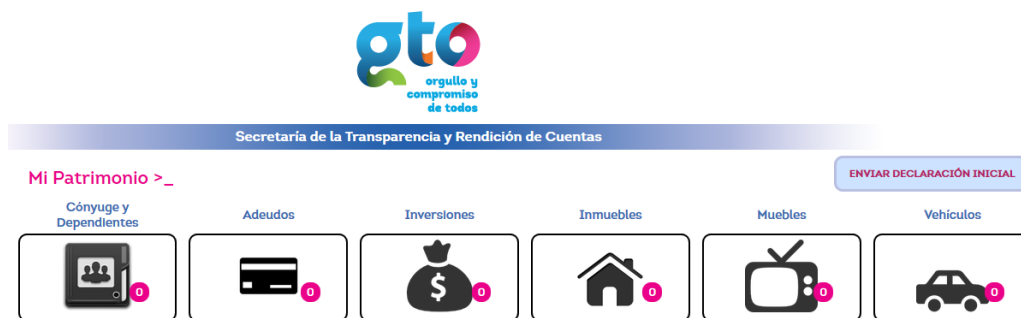 gto
orgullo y
compromiso
de todos
Secretaría de la Transparencia y Rendición de Cuentas
Mi Patrimonio >_
ENVIAR DECLARACIÓN INICIAL
Cónyuge y
Dependientes
Adeudos
Inversiones
Inmuebles
Muebles
Vehículos
0
0
$ 0
0
0
0